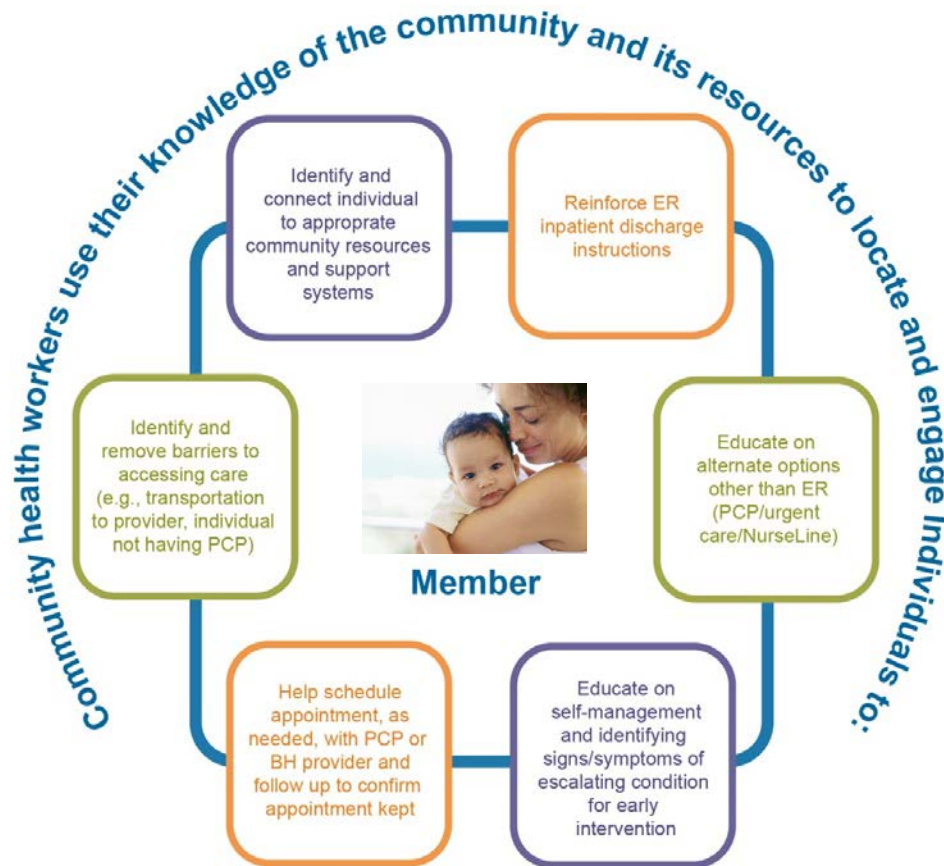 Community health workers use their knowledge of the community and its resources to locate and engage Individuals to:
Identify and
connect individual
to approprate
community resources
and support
systems
Reinforce ER
inpatient discharge
instructions
Identify and
remove barriers to
accessing care
(e.g., transportation
to provider, individual
not having PCP)
Educate on
alternate options
other than ER
(PCP/urgent
care/NurseLine)
Member
Help schedule
appointment, as
needed, with PCP or
BH provider and
follow up to confirm
appointment kept
Educate on
self-management
and identifying
signs/symptoms of
escalating condition
for early
intervention